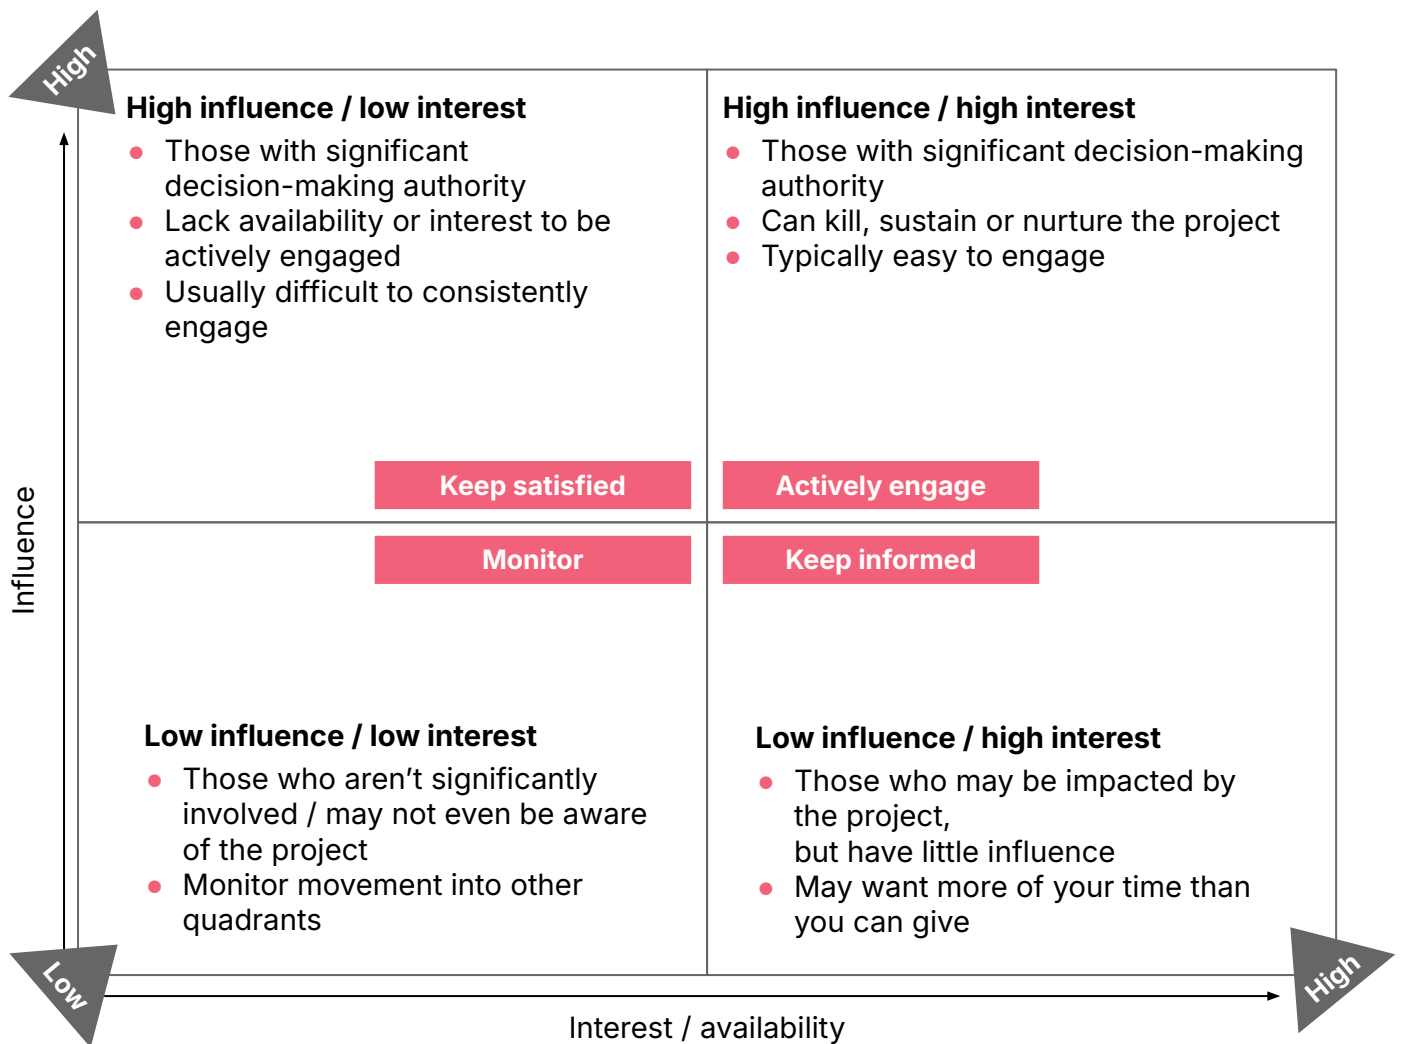 High
High influence / low interest
● Those with significant
decision-making authority
● Lack availability or interest to be
actively engaged
● Usually difficult to consistently
engage
Keep satisfied
High influence / high interest
● Those with significant decision-making
authority
● Can kill, sustain or nurture the project
● Typically easy to engage
Actively engage
Influence
Monitor
Low influence / low interest
● Those who aren’t significantly
involved / may not even be aware
of the project
● Monitor movement into other
quadrants
Keep informed
Low influence / high interest
● Those who may be impacted by
the project,
but have little influence
● May want more of your time than
you can give
Low
High
Interest / availability